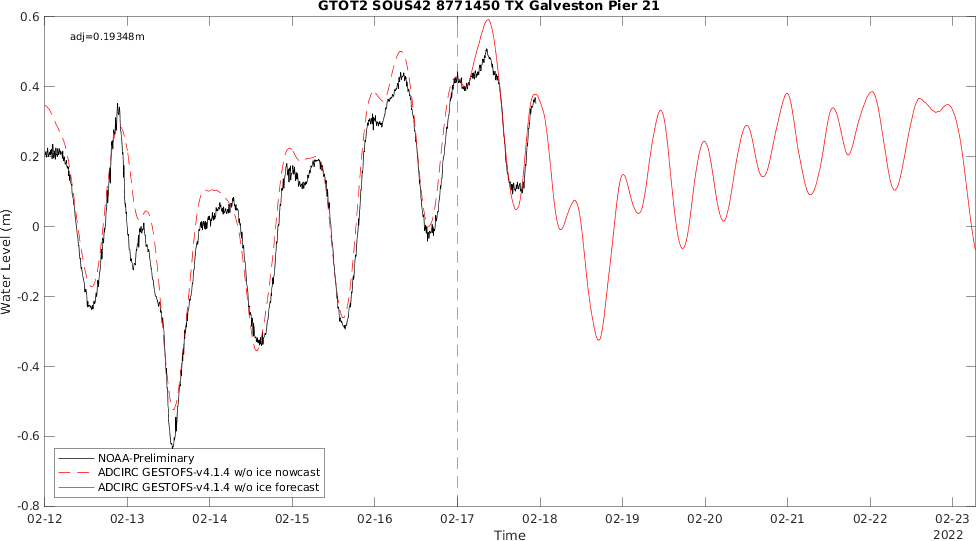 GTOT2 SOUS42 8771450 TX Galveston Pier 21
adj=0.19348m
0.6
0.4
0.2
0
-0.2
-0.4
-0.6
-0.8
Water Level (m)
NOAA-Preliminary
ADCIRC GESTOFS-v4.1.4 w/o ice nowcast
ADCIRC GESTOFS-v4.1.4 w/o ice forecast
02-12 02-13 02-14 02-15 02-16 02-17 02-18 02-19 02-20 02-21 02-22 02-23
Time
2022